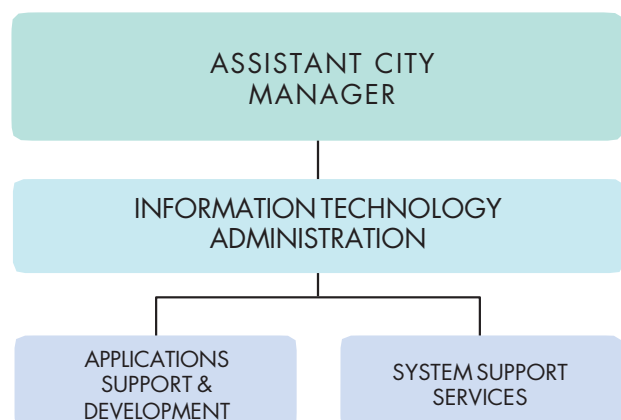 ASSISTANT CITY
MANAGER
INFORMATION TECHNOLOGY
ADMINISTRATION
APPLICATIONS
SUPPORT &
DEVELOPMENT
SYSTEM SUPPORT
SERVICES